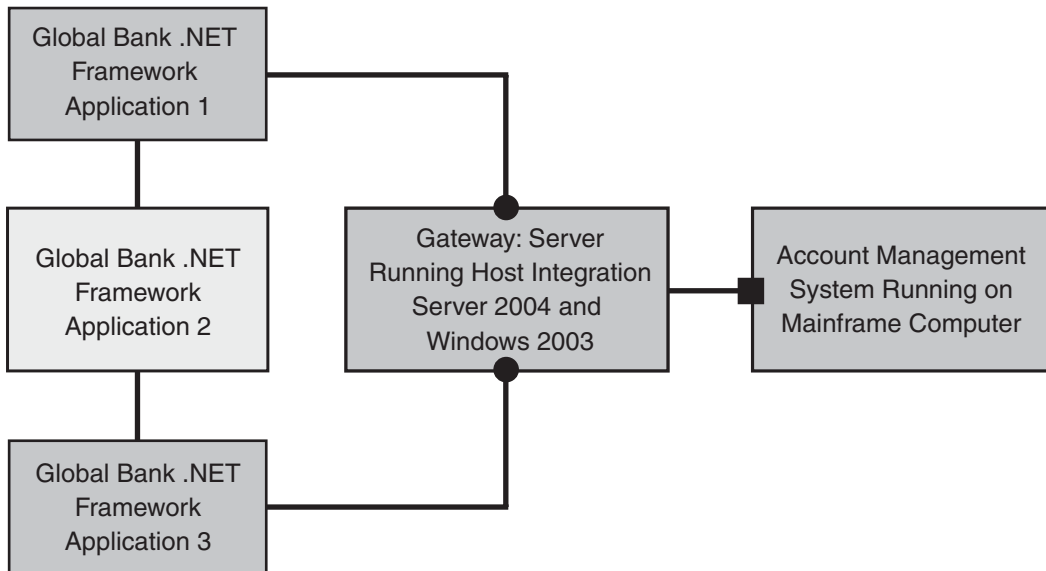 Global Bank .NET
Framework
Application 1
Global Bank .NET
Framework
Application 2
Global Bank .NET
Framework
Application 3
Gateway: Server
Running Host Integration
Server 2004 and
Windows 2003
Account Management
System Running on
Mainframe Computer